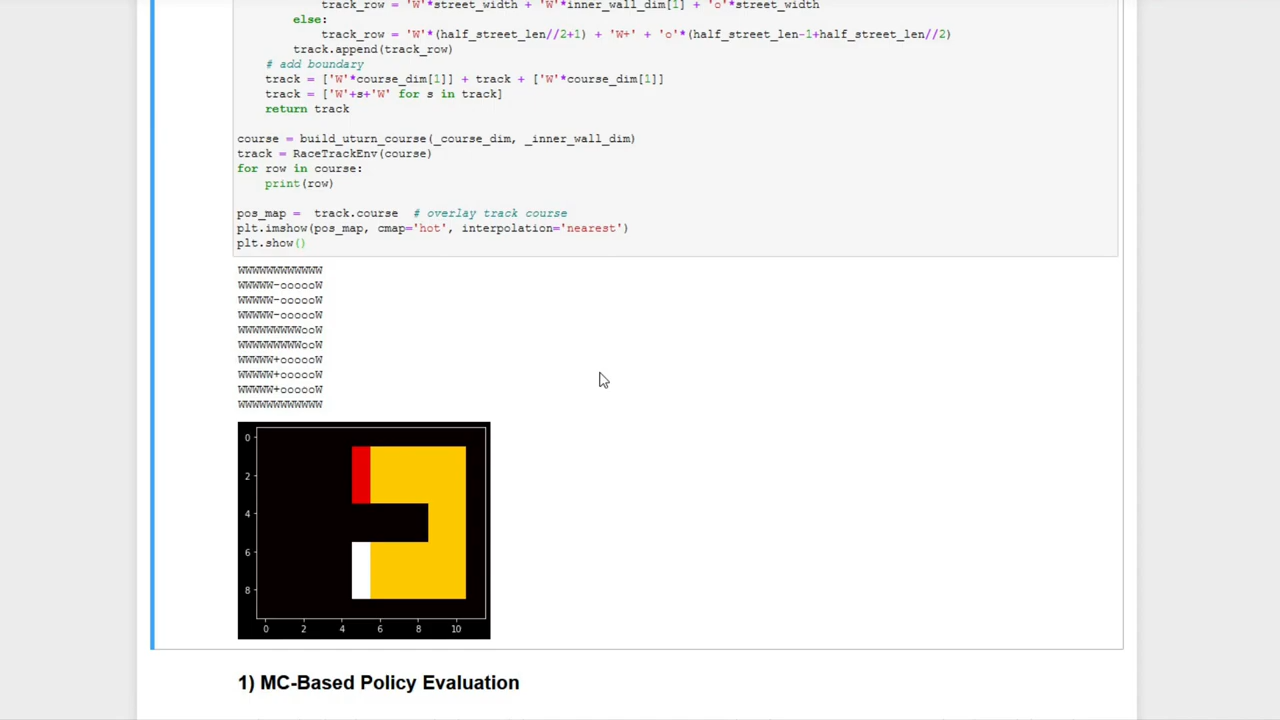 track_row = 'W'*street_width + 'W'*inner_wall_dim[1] + 'o'*street_width
else:
track_row = 'W'*(half_street_len//2+1) + 'W+' + 'o'*(half_street_len-1+half_street_len//2)
track.append(track_row)
# add boundary
track = ['W'*course_dim[1]] + track + ['W'*course_dim[1]]
track = ['W'+s+'W' for s in track]
return track
course = build_uturn_course(_course_dim, _inner_wall_dim)
track = RaceTrackEnv(course)
for row in course:
print(row)
pos_map =  track.course  # overlay track course
plt.imshow(pos_map, cmap='hot', interpolation='nearest')
plt.show()
WWWWWWWWWWWW
WWWWW-oooooW
WWWWW-oooooW
WWWWW-oooooW
WWWWWWWWWooW
WWWWWWWWWooW
WWWWW+oooooW
WWWWW+oooooW
WWWWW+oooooW
WWWWWWWWWWWW
0
2
4
6
8
0 2 4 6 8 10
1) MC-Based Policy Evaluation